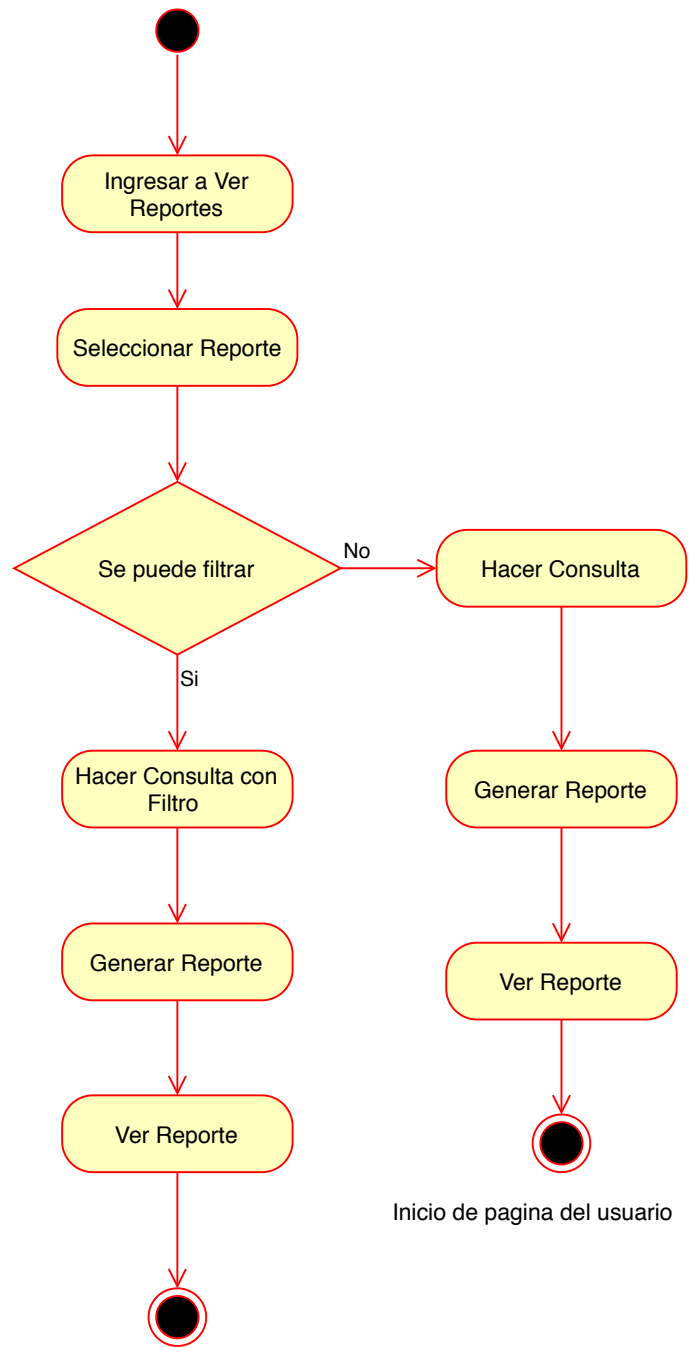 Ingresar a Ver
Reportes
Seleccionar Reporte
Se puede filtrar
No
Hacer Consulta
Si
Hacer Consulta con
Filtro
Generar Reporte
Generar Reporte
Ver Reporte
Ver Reporte
Inicio de pagina del usuario